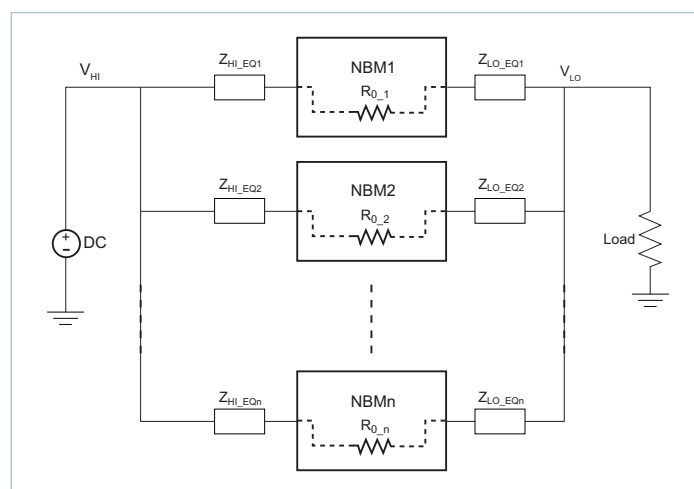 V_HI
Z_HI_EQ1
NBM1
R_0_1
Z_LO_EQ1
V_LO
Z_HI_EQ2
NBM2
R_0_2
Z_LO_EQ2
+
DC
Load
Z_HI_EQn
NBMn
R_0_n
Z_LO_EQn